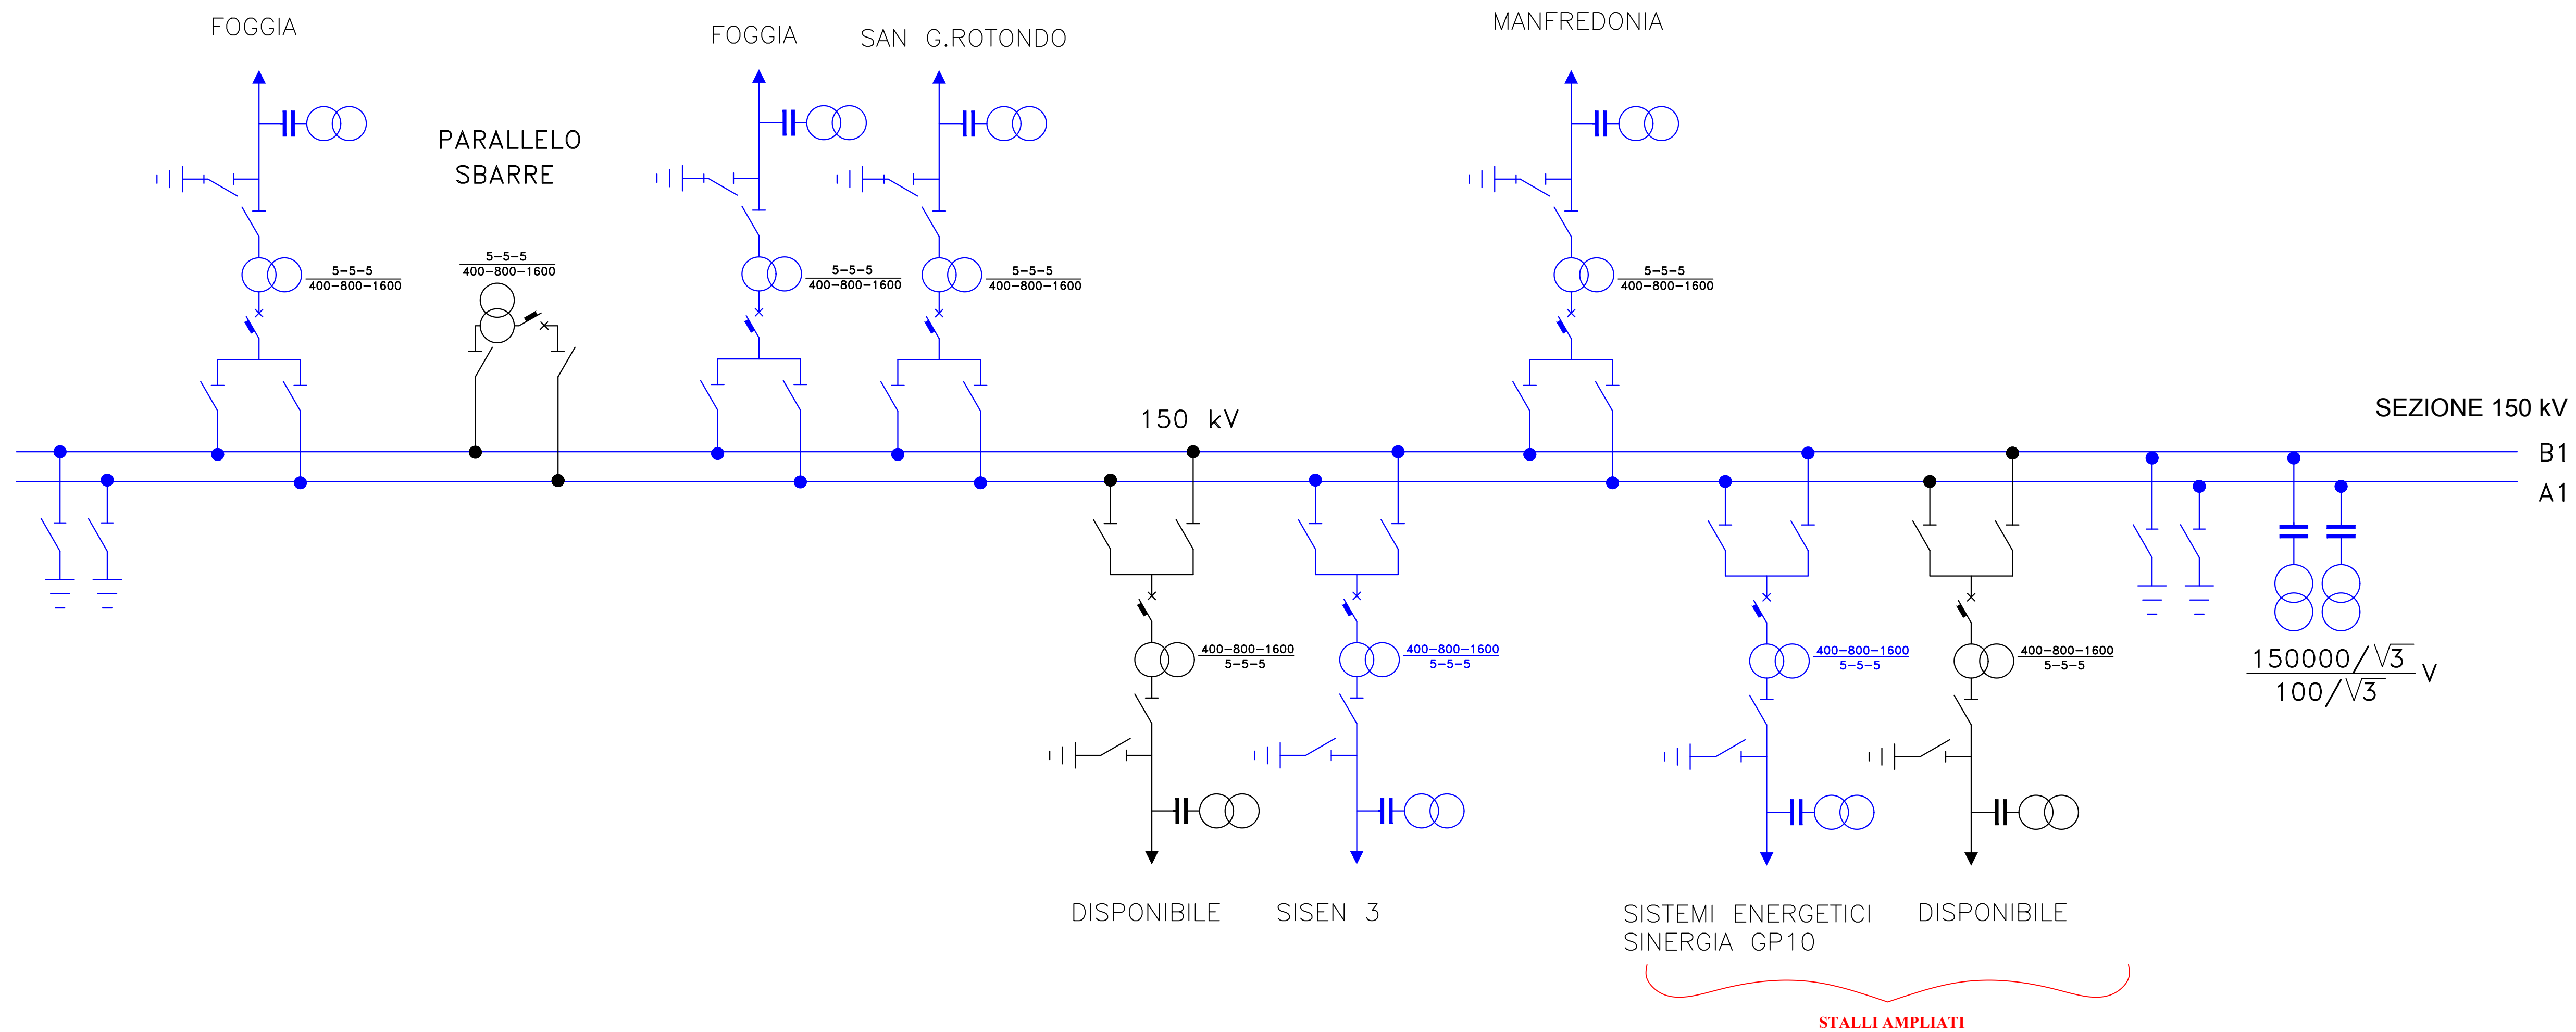 FOGGIA
FOGGIA
SAN G.ROTONDO
MANFREDONIA
PARALLELO
SBARRE
5-5-5
400-800-1600
5-5-5
400-800-1600
5-5-5
400-800-1600
5-5-5
400-800-1600
5-5-5
400-800-1600
150 kV
SEZIONE 150 kV
B1
A1
400-800-1600
5-5-5
400-800-1600
5-5-5
400-800-1600
5-5-5
400-800-1600
5-5-5
150000/√3
100/√3
V
DISPONIBILE
SISEN 3
SISTEMI ENERGETICI
SINERGIA GP10
DISPONIBILE
STALLI AMPLIATI